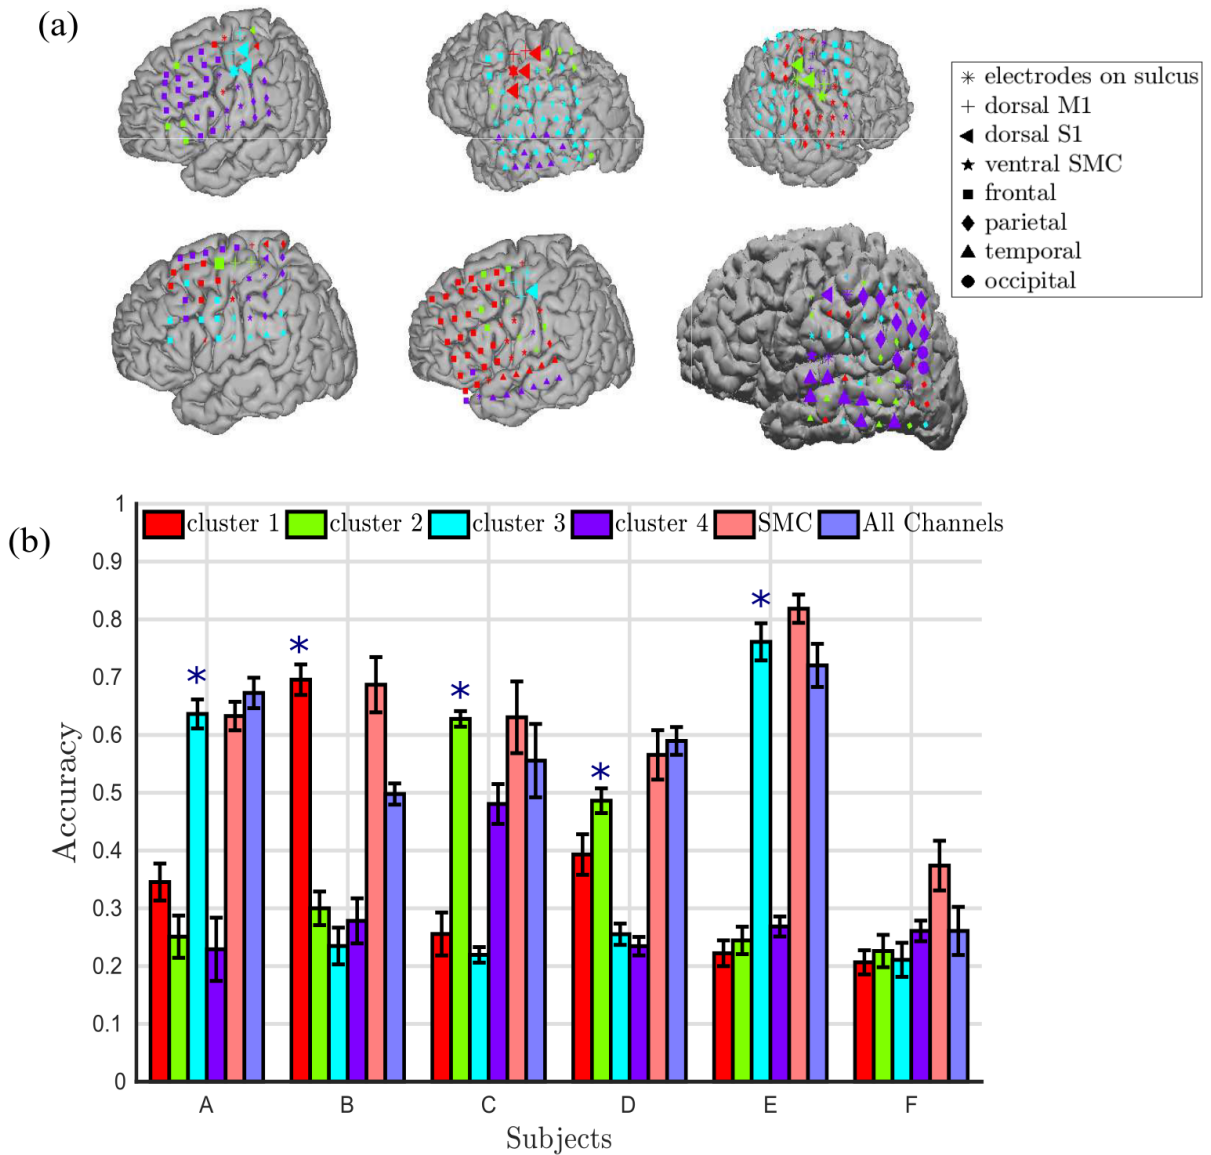 (a)
electrodes on sulcus
dorsal M1
dorsal S1
ventral SMC
frontal
parietal
temporal
occipital
(b)
cluster 1 cluster 2 cluster 3 cluster 4 SMC All Channels
1
0.9
0.8
0.7
0.6
0.5
0.4
0.3
0.2
0.1
0
Accuracy
A B C D E F
Subjects